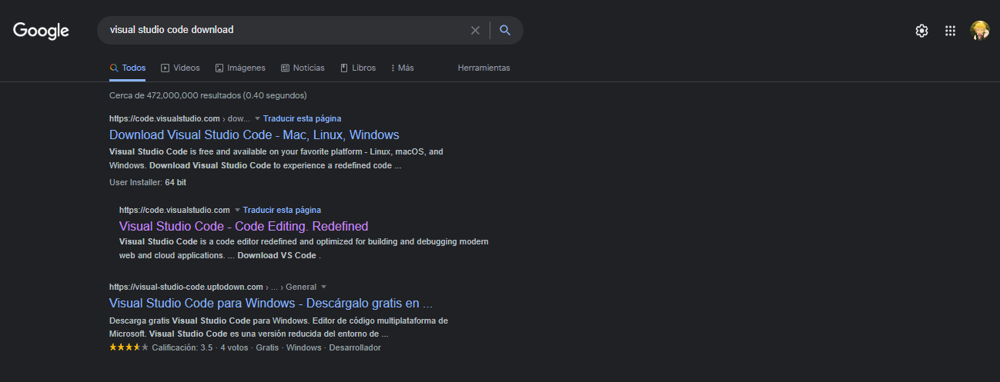 Google
visual studio code download
Todos Videos Imágenes Noticias Libros Más Herramientas
Cerca de 472,000,000 resultados (0.40 segundos)
https://code.visualstudio.com › dow... Traducir esta página
Download Visual Studio Code - Mac, Linux, Windows
Visual Studio Code is free and available on your favorite platform - Linux, macOS, and
Windows. Download Visual Studio Code to experience a redefined code ...
User Installer: 64 bit
https://code.visualstudio.com Traducir esta página
Visual Studio Code - Code Editing. Redefined
Visual Studio Code is a code editor redefined and optimized for building and debugging modern
web and cloud applications. ... Download VS Code .
https://visual-studio-code.uptodown.com › ... › General
Visual Studio Code para Windows - Descárgalo gratis en ...
Descarga gratis Visual Studio Code para Windows. Editor de código multiplataforma de
Microsoft. Visual Studio Code es una versión reducida del entorno de ...
Calificación: 3.5 · 4 votos · Gratis · Windows · Desarrollador